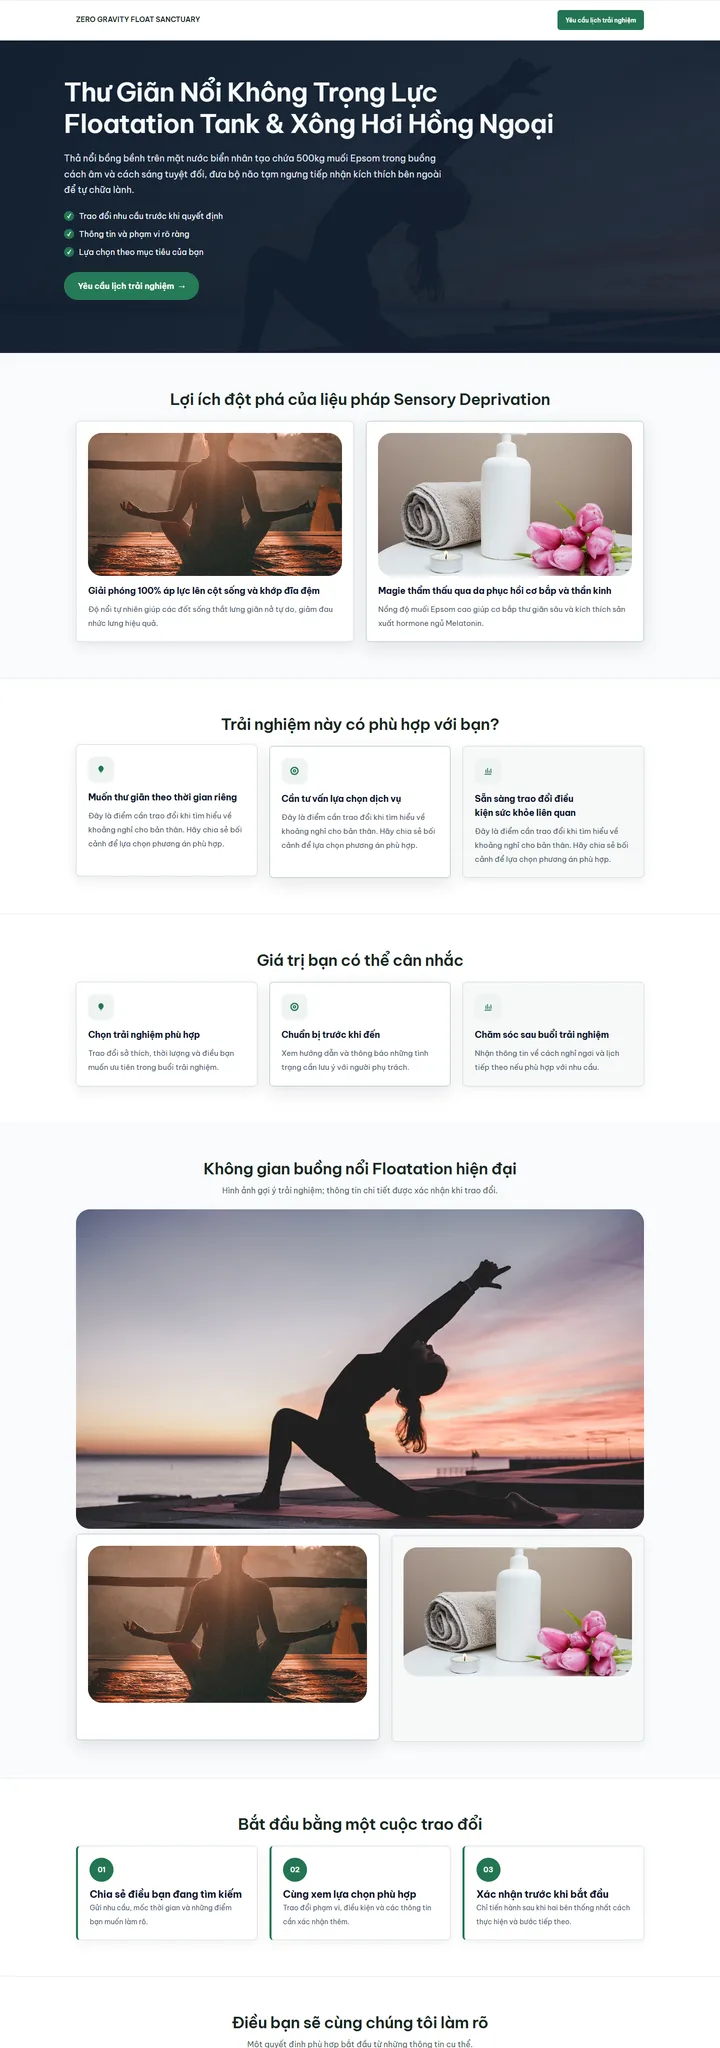 ZERO GRAVITY FLOAT SANCTUARY
Yêu cầu lịch trải nghiệm
Thư Giãn Nổi Không Trọng Lực
Floatation Tank & Xông Hơi Hồng Ngoại
Thả nổi bồng bềnh trên mặt nước biển nhân tạo chứa 500kg muối Epsom trong buồng
cách âm và cách sáng tuyệt đối, đưa bộ não tạm ngưng tiếp nhận kích thích bên ngoài
để tự chữa lành.
Trao đổi nhu cầu trước khi quyết định
Thông tin và phạm vi rõ ràng
Lựa chọn theo mục tiêu của bạn
Yêu cầu lịch trải nghiệm →
Lợi ích đột phá của liệu pháp Sensory Deprivation
Giải phóng 100% áp lực lên cột sống và khớp đĩa đệm
Độ nổi tự nhiên giúp các đốt sống thắt lưng giãn nở tự do, giảm đau
nhức lưng hiệu quả.
Magie thẩm thấu qua da phục hồi cơ bắp và thần kinh
Nồng độ muối Epsom cao giúp cơ bắp thư giãn sâu và kích thích sản
xuất hormone ngủ Melatonin.
Trải nghiệm này có phù hợp với bạn?
Muốn thư giãn theo thời gian riêng
Đây là điểm cần trao đổi khi tìm hiểu về
khoảng nghỉ cho bản thân. Hãy chia sẻ bối
cảnh để lựa chọn phương án phù hợp.
Cần tư vấn lựa chọn dịch vụ
Đây là điểm cần trao đổi khi tìm hiểu về
khoảng nghỉ cho bản thân. Hãy chia sẻ bối
cảnh để lựa chọn phương án phù hợp.
Sẵn sàng trao đổi điều
kiện sức khỏe liên quan
Đây là điểm cần trao đổi khi tìm hiểu về
khoảng nghỉ cho bản thân. Hãy chia sẻ bối
cảnh để lựa chọn phương án phù hợp.
Giá trị bạn có thể cân nhắc
Chọn trải nghiệm phù hợp
Trao đổi sở thích, thời lượng và điều bạn
muốn ưu tiên trong buổi trải nghiệm.
Chuẩn bị trước khi đến
Xem hướng dẫn và thông báo những tình
trạng cần lưu ý với người phụ trách.
Chăm sóc sau buổi trải nghiệm
Nhận thông tin về cách nghỉ ngơi và lịch
tiếp theo nếu phù hợp với nhu cầu.
Không gian buồng nổi Floatation hiện đại
Hình ảnh gợi ý trải nghiệm; thông tin chi tiết được xác nhận khi trao đổi.
Bắt đầu bằng một cuộc trao đổi
01
Chia sẻ điều bạn đang tìm kiếm
Gửi nhu cầu, mốc thời gian và những điểm
bạn muốn làm rõ.
02
Cùng xem lựa chọn phù hợp
Trao đổi phạm vi, điều kiện và các thông tin
cần xác nhận thêm.
03
Xác nhận trước khi bắt đầu
Chỉ tiến hành sau khi hai bên thống nhất cách
thực hiện và bước tiếp theo.
Điều bạn sẽ cùng chúng tôi làm rõ
Một quyết định phù hợp bắt đầu từ những thông tin cụ thể.